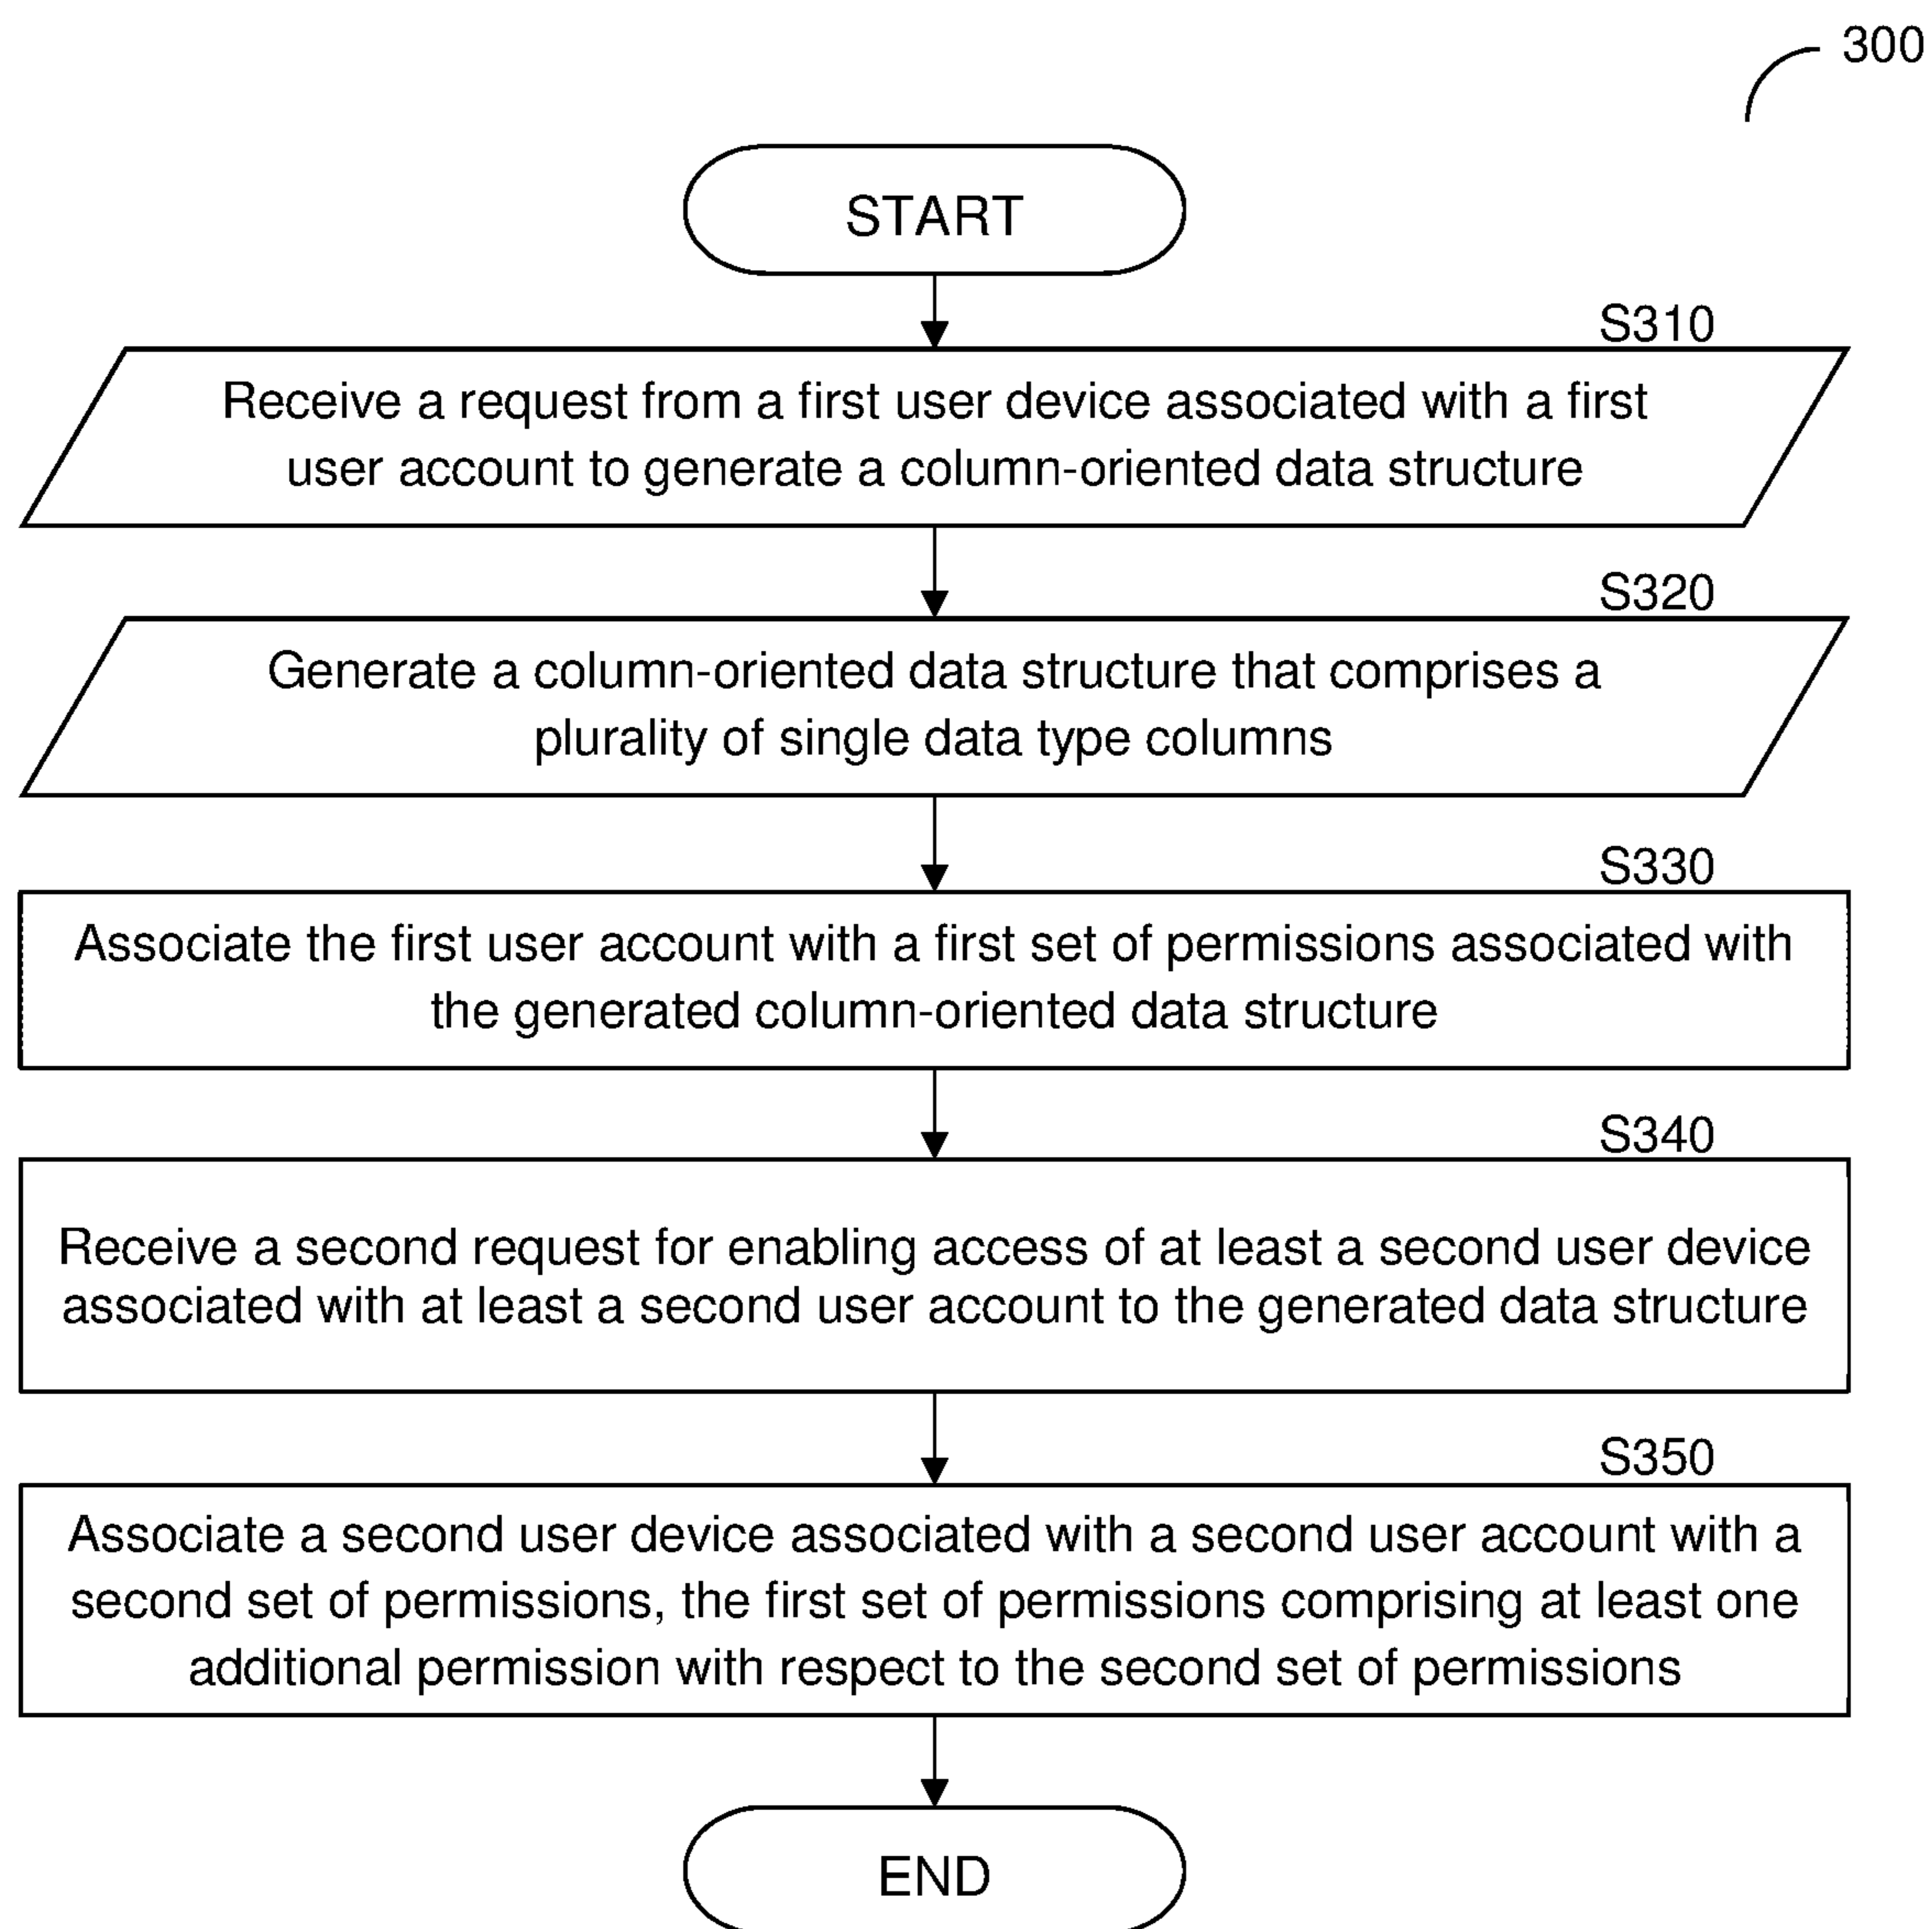 300
START
S310
Receive a request from a first user device associated with a first
user account to generate a column-oriented data structure
S320
Generate a column-oriented data structure that comprises a
plurality of single data type columns
S330
Associate the first user account with a first set of permissions associated with
the generated column-oriented data structure
S340
Receive a second request for enabling access of at least a second user device
associated with at least a second user account to the generated data structure
S350
Associate a second user device associated with a second user account with a
second set of permissions, the first set of permissions comprising at least one
additional permission with respect to the second set of permissions
END